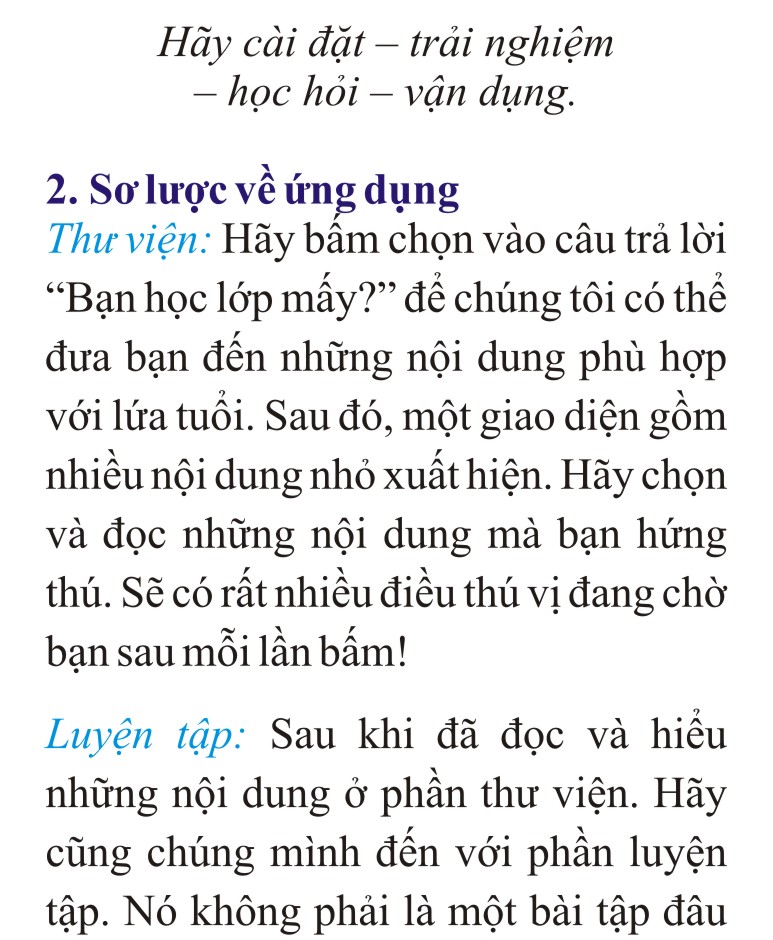 Hãy cài đặt – trải nghiệm
– học hỏi – vận dụng.
2. Sơ lược về ứng dụng
Thư viện: Hãy bấm chọn vào câu trả lời
“Bạn học lớp mấy?” để chúng tôi có thể
đưa bạn đến những nội dung phù hợp
với lứa tuổi. Sau đó, một giao diện gồm
nhiều nội dung nhỏ xuất hiện. Hãy chọn
và đọc những nội dung mà bạn hứng
thú. Sẽ có rất nhiều điều thú vị đang chờ
bạn sau mỗi lần bấm!
Luyện tập: Sau khi đã đọc và hiểu
những nội dung ở phần thư viện. Hãy
cũng chúng mình đến với phần luyện
tập. Nó không phải là một bài tập đâu